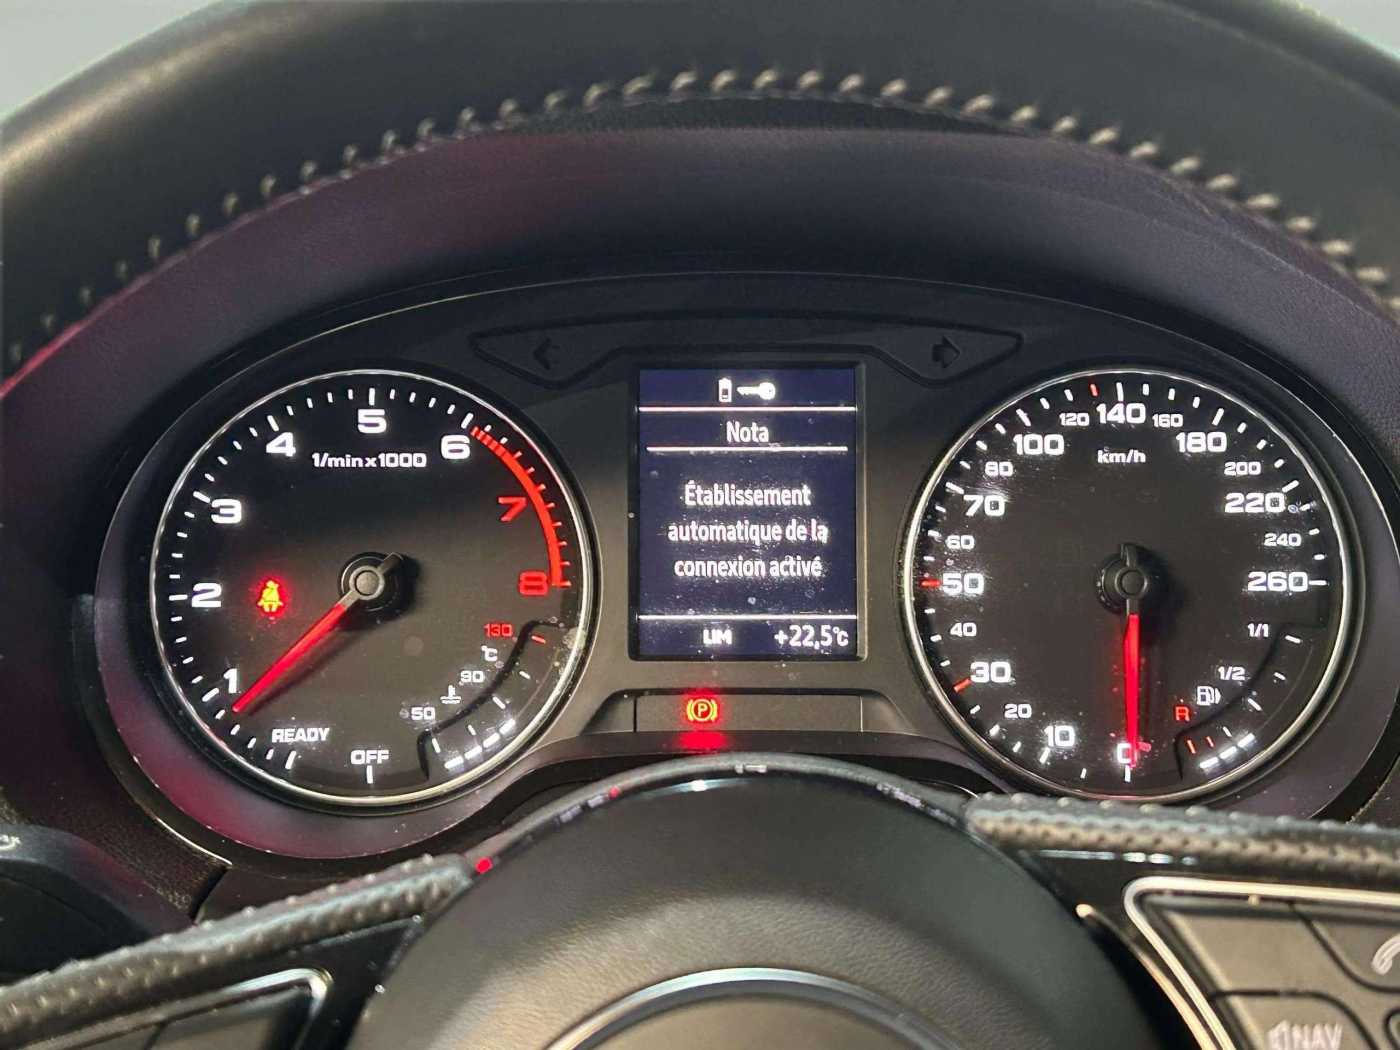 5
4
6
1/min x 1000
3
7
2
8
1
READY
OFF
130
°C
90
50
Nota
Établissement
automatique de la
connexion activé
LIM +22,5°C
P
120 140 160
100
180
km/h
80
200
70
220
60
240
50
260
40
1/1
30
1/2
20
R
10
0
NAV